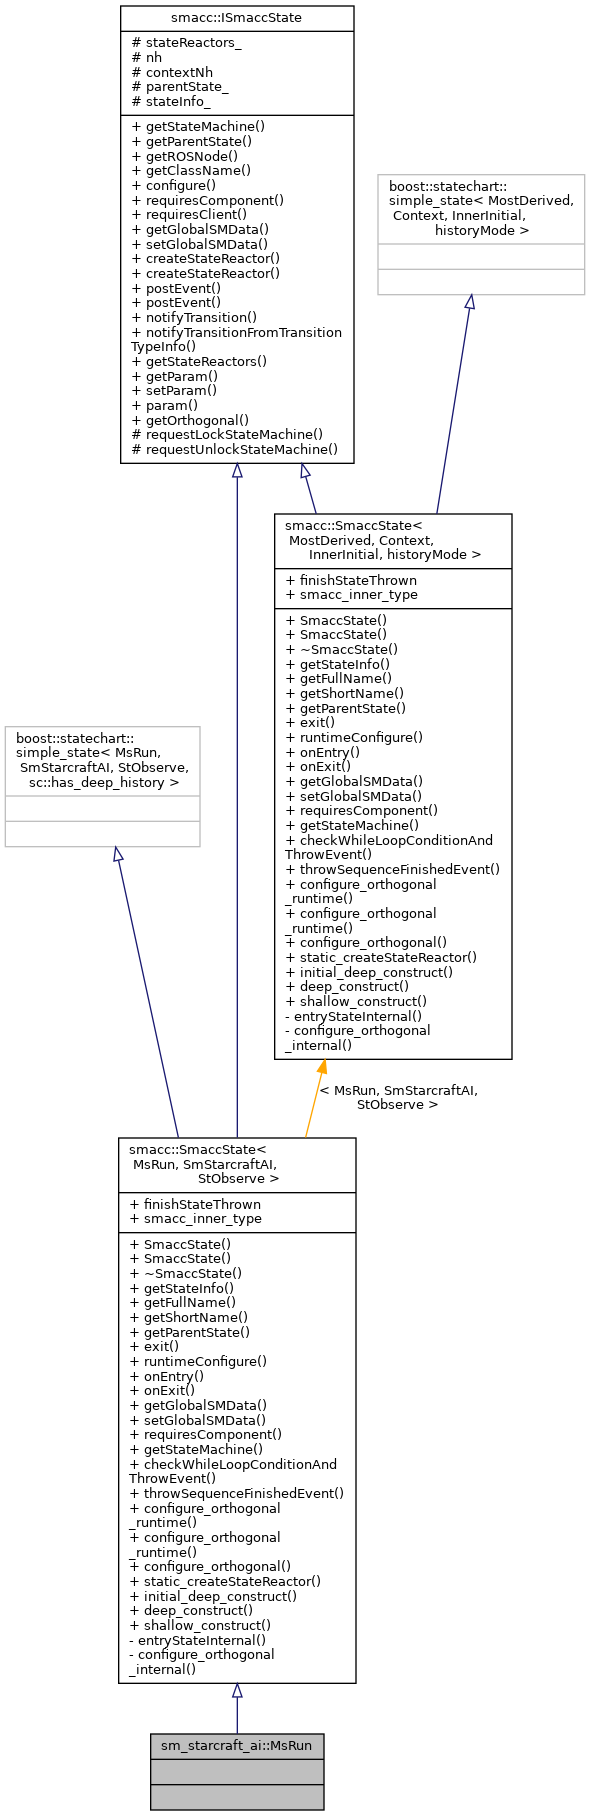 smacc::ISmaccState
# stateReactors_
# nh
# contextNh
# parentState_
# stateInfo_
+ getStateMachine()
+ getParentState()
+ getROSNode()
+ getClassName()
+ configure()
+ requiresComponent()
+ requiresClient()
+ getGlobalSMData()
+ setGlobalSMData()
+ createStateReactor()
+ createStateReactor()
+ postEvent()
+ postEvent()
+ notifyTransition()
+ notifyTransitionFromTransition
TypeInfo()
+ getStateReactors()
+ getParam()
+ setParam()
+ param()
+ getOrthogonal()
# requestLockStateMachine()
# requestUnlockStateMachine()
boost::statechart::
simple_state< MostDerived,
Context, InnerInitial,
historyMode >
smacc::SmaccState<
MostDerived, Context,
InnerInitial, historyMode >
+ finishStateThrown
+ smacc_inner_type
+ SmaccState()
+ SmaccState()
+ ~SmaccState()
+ getStateInfo()
+ getFullName()
+ getShortName()
+ getParentState()
+ exit()
+ runtimeConfigure()
+ onEntry()
+ onExit()
+ getGlobalSMData()
+ setGlobalSMData()
+ requiresComponent()
+ getStateMachine()
+ checkWhileLoopConditionAnd
ThrowEvent()
+ throwSequenceFinishedEvent()
+ configure_orthogonal
_runtime()
+ configure_orthogonal
_runtime()
+ configure_orthogonal()
+ static_createStateReactor()
+ initial_deep_construct()
+ deep_construct()
+ shallow_construct()
- entryStateInternal()
- configure_orthogonal
_internal()
boost::statechart::
simple_state< MsRun,
SmStarcraftAI, StObserve,
sc::has_deep_history >
< MsRun, SmStarcraftAI,
StObserve >
smacc::SmaccState<
MsRun, SmStarcraftAI,
StObserve >
+ finishStateThrown
+ smacc_inner_type
+ SmaccState()
+ SmaccState()
+ ~SmaccState()
+ getStateInfo()
+ getFullName()
+ getShortName()
+ getParentState()
+ exit()
+ runtimeConfigure()
+ onEntry()
+ onExit()
+ getGlobalSMData()
+ setGlobalSMData()
+ requiresComponent()
+ getStateMachine()
+ checkWhileLoopConditionAnd
ThrowEvent()
+ throwSequenceFinishedEvent()
+ configure_orthogonal
_runtime()
+ configure_orthogonal
_runtime()
+ configure_orthogonal()
+ static_createStateReactor()
+ initial_deep_construct()
+ deep_construct()
+ shallow_construct()
- entryStateInternal()
- configure_orthogonal
_internal()
sm_starcraft_ai::MsRun